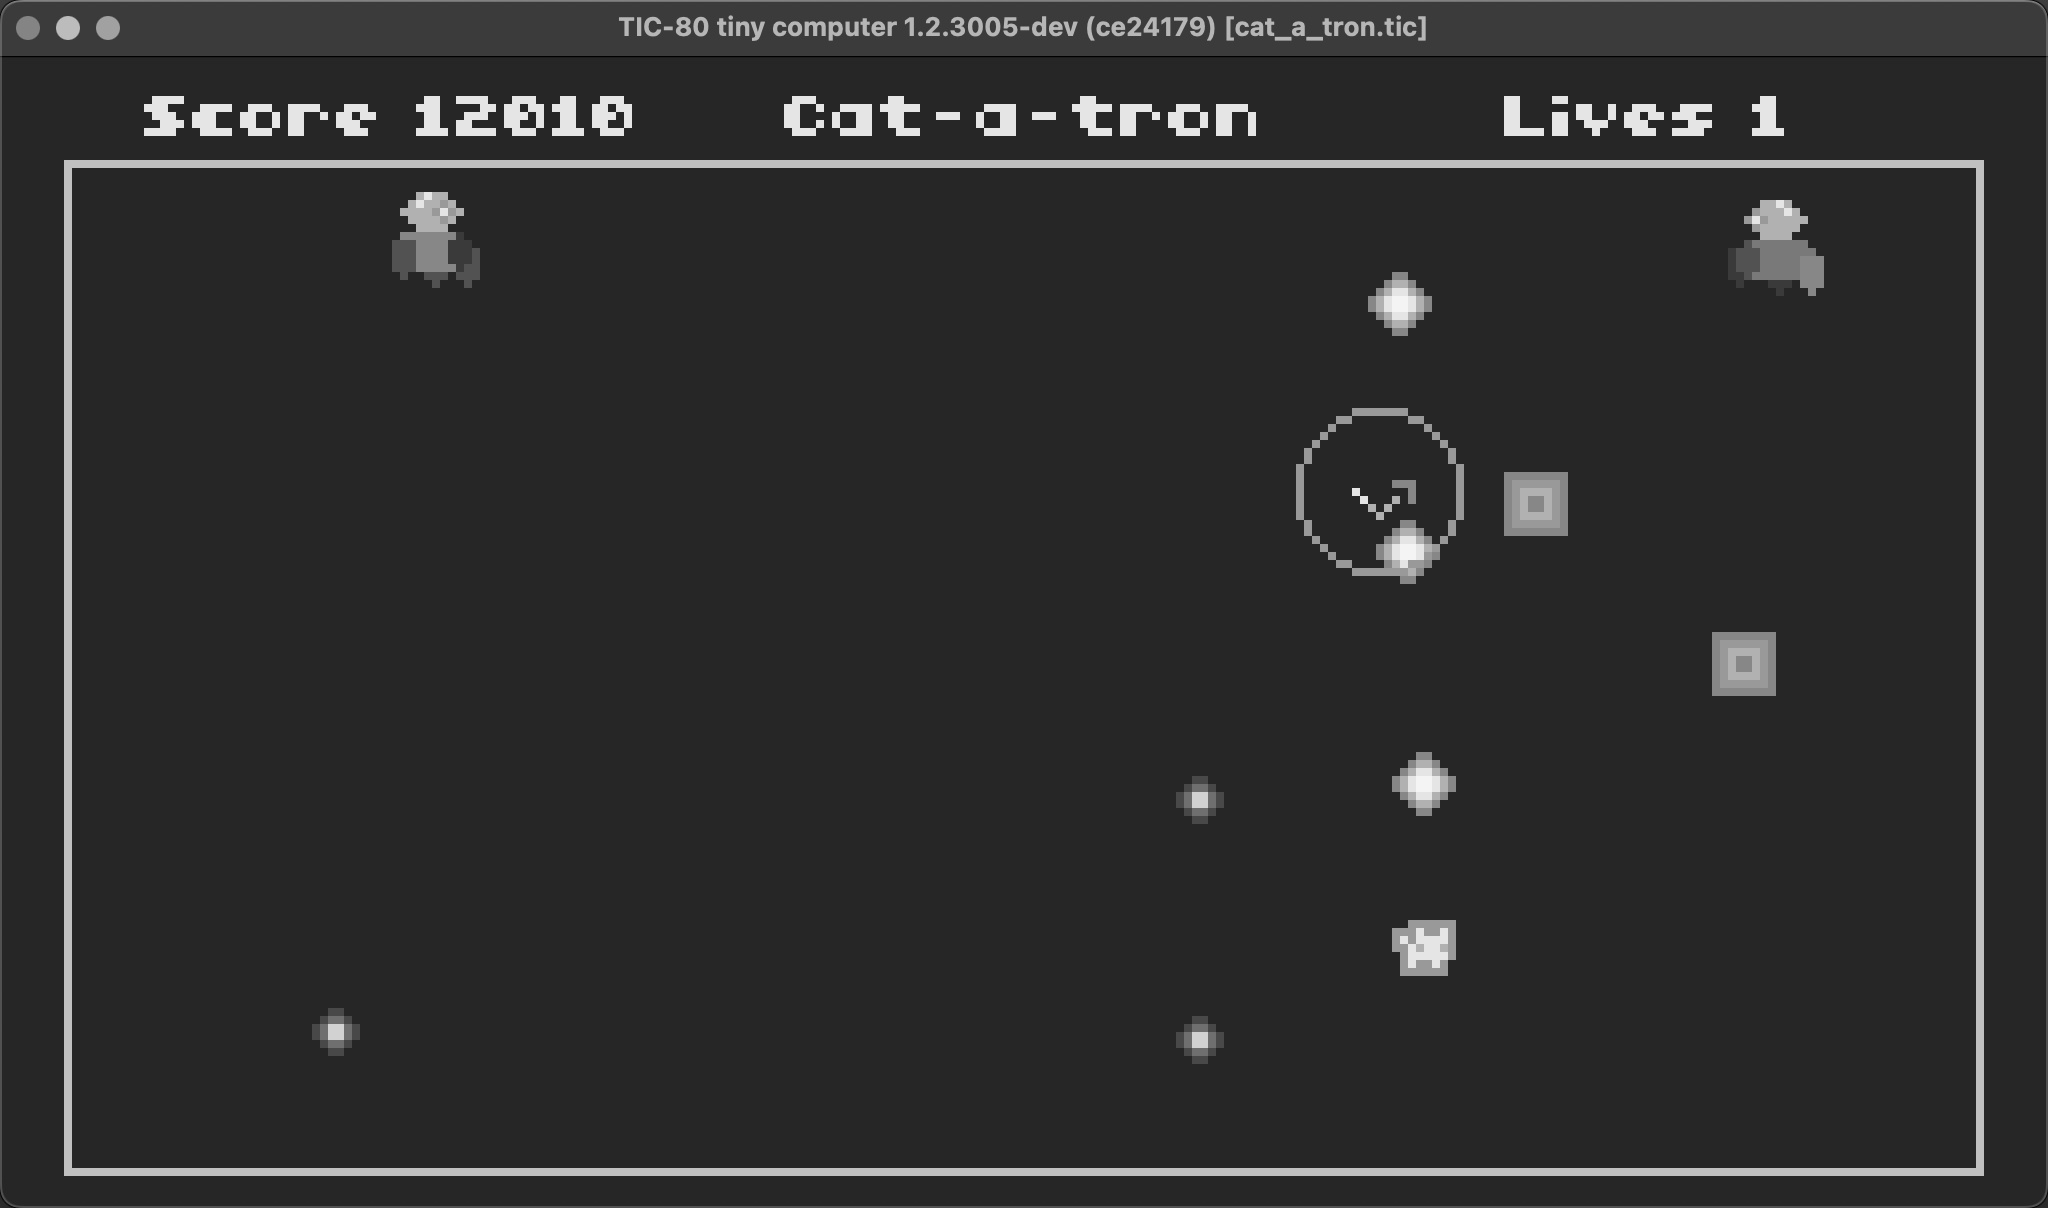 TIC-80 tiny computer 1.2.3005-dev (ce24179) [cat_a_tron.tic]
Score 12010 Cat-a-tron Lives 1